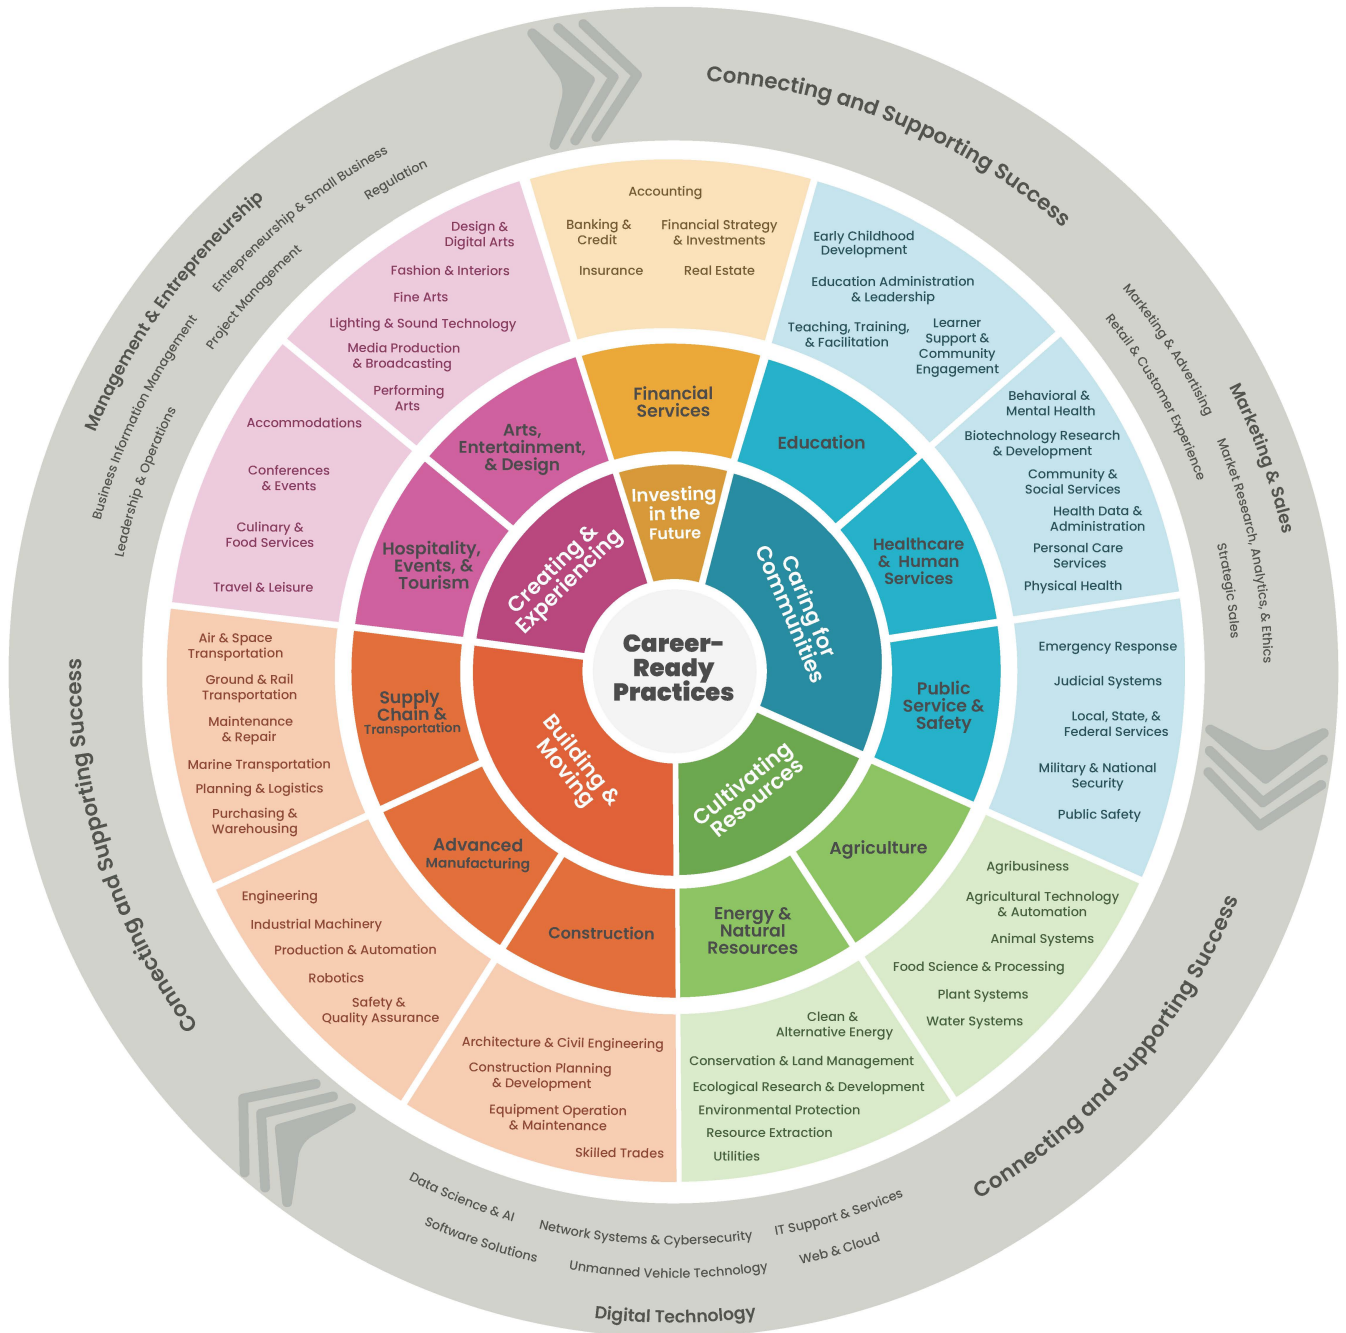 Connecting and Supporting Success
Marketing & Sales
Marketing & Advertising
Retail & Customer Experience
Market Research, Analytics, & Ethics
Strategic Sales
Connecting and Supporting Success
Digital Technology
Data Science & AI
Software Solutions
Network Systems & Cybersecurity
Unmanned Vehicle Technology
IT Support & Services
Web & Cloud
Connecting and Supporting Success
Management & Entrepreneurship
Leadership & Operations
Business Information Management
Project Management
Entrepreneurship & Small Business
Regulation
Career-
Ready
Practices
Investing
in the
Future
Financial
Services
Accounting
Banking &
Credit
Financial Strategy
& Investments
Insurance
Real Estate
Caring for
Communities
Education
Early Childhood
Development
Education Administration
& Leadership
Teaching, Training,
& Facilitation
Learner
Support &
Community
Engagement
Healthcare
& Human
Services
Behavioral &
Mental Health
Biotechnology Research
& Development
Community &
Social Services
Health Data &
Administration
Personal Care
Services
Physical Health
Public
Service &
Safety
Emergency Response
Judicial Systems
Local, State, &
Federal Services
Military & National
Security
Public Safety
Cultivating
Resources
Agriculture
Agribusiness
Agricultural Technology
& Automation
Animal Systems
Food Science & Processing
Plant Systems
Water Systems
Energy &
Natural
Resources
Clean &
Alternative Energy
Conservation & Land Management
Ecological Research & Development
Environmental Protection
Resource Extraction
Utilities
Building &
Moving
Construction
Architecture & Civil Engineering
Construction Planning
& Development
Equipment Operation
& Maintenance
Skilled Trades
Advanced
Manufacturing
Engineering
Industrial Machinery
Production & Automation
Robotics
Safety &
Quality Assurance
Supply
Chain &
Transportation
Air & Space
Transportation
Ground & Rail
Transportation
Maintenance
& Repair
Marine Transportation
Planning & Logistics
Purchasing &
Warehousing
Creating &
Experiencing
Hospitality,
Events, &
Tourism
Accommodations
Conferences
& Events
Culinary &
Food Services
Travel & Leisure
Arts,
Entertainment,
& Design
Design &
Digital Arts
Fashion & Interiors
Fine Arts
Lighting & Sound Technology
Media Production
& Broadcasting
Performing
Arts